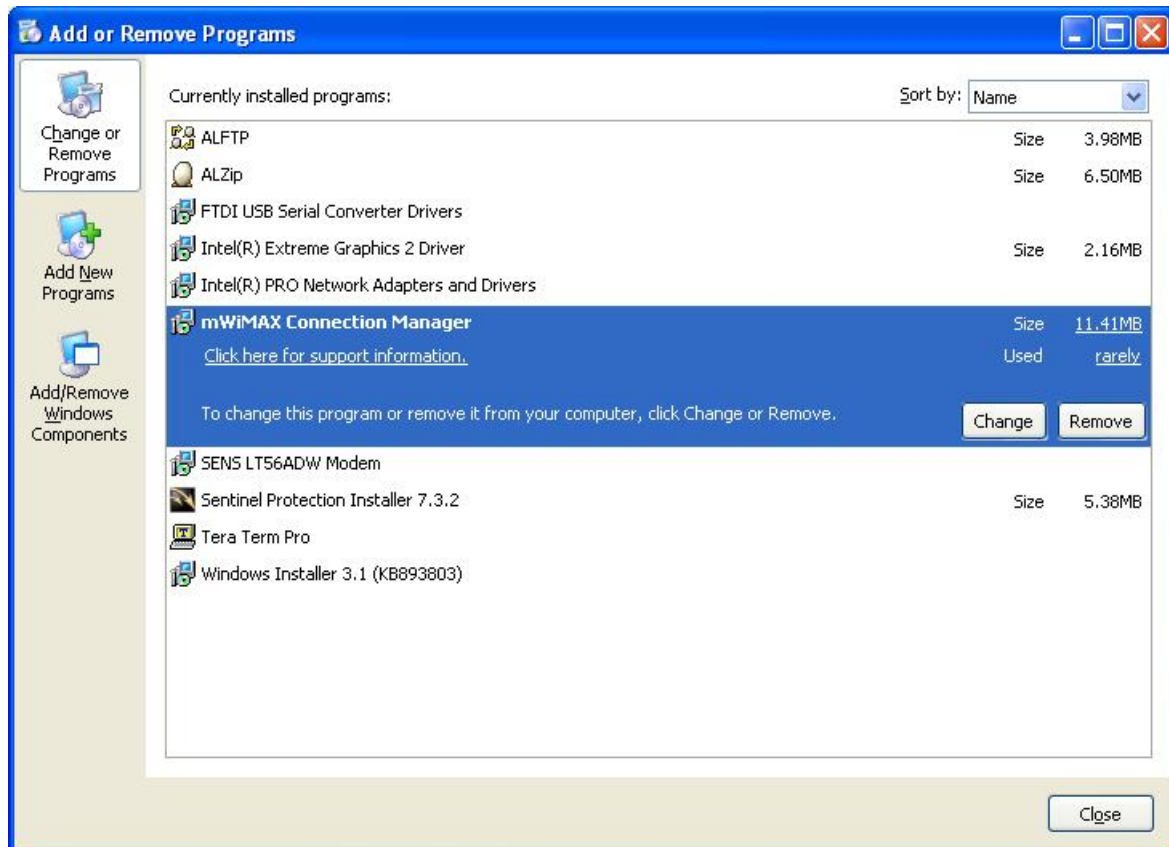 Add or Remove Programs
Change or
Remove
Programs
Add New
Programs
Add/Remove
Windows
Components
Currently installed programs:
Sort by: Name
ALFTP Size 3.98MB
ALZip Size 6.50MB
FTDI USB Serial Converter Drivers
Intel(R) Extreme Graphics 2 Driver Size 2.16MB
Intel(R) PRO Network Adapters and Drivers
mWiMAX Connection Manager Size 11.41MB
Click here for support information. Used rarely
To change this program or remove it from your computer, click Change or Remove. Change Remove
SENS LT56ADW Modem
Sentinel Protection Installer 7.3.2 Size 5.38MB
Tera Term Pro
Windows Installer 3.1 (KB893803)
Close